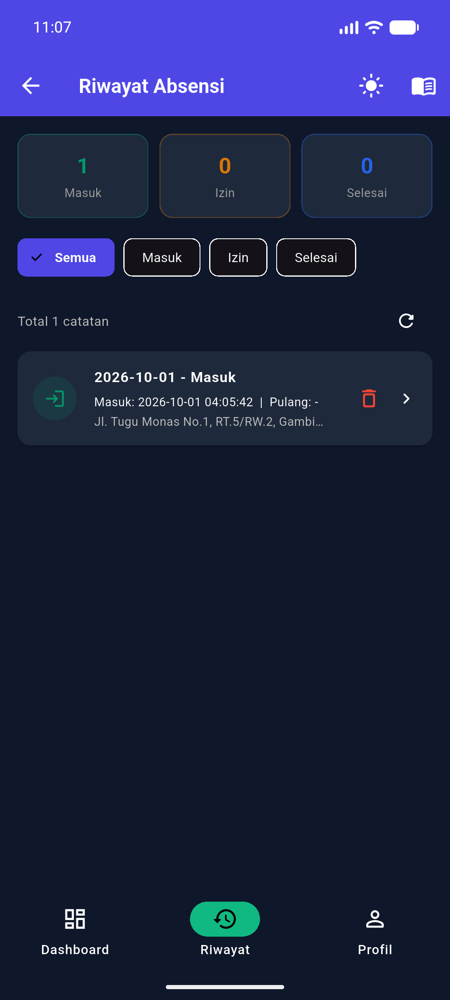 11:07
Riwayat Absensi
1
Masuk
0
Izin
0
Selesai
Semua
Masuk
Izin
Selesai
Total 1 catatan
2026-10-01 - Masuk
Masuk: 2026-10-01 04:05:42 | Pulang: -
Jl. Tugu Monas No.1, RT.5/RW.2, Gambi...
Dashboard
Riwayat
Profil